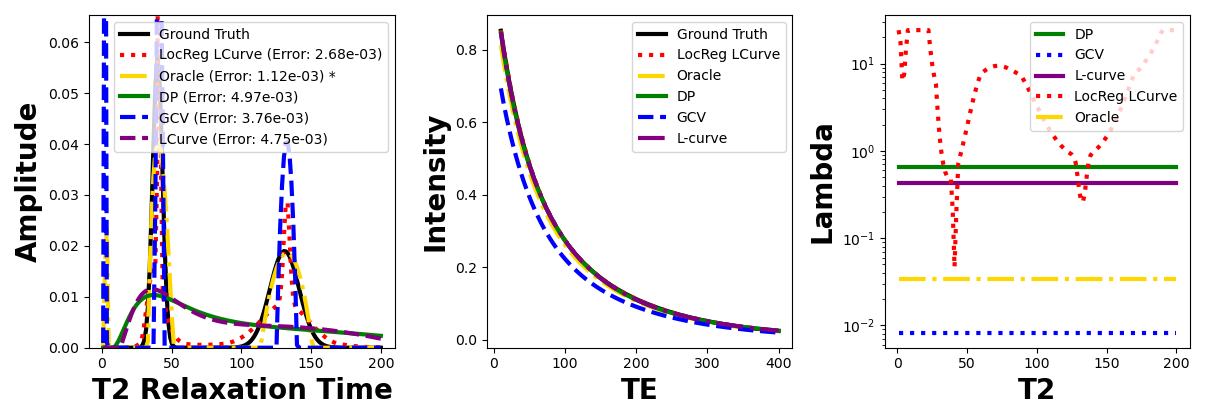 Amplitude
0.06
0.05
0.04
0.03
0.02
0.01
0.00
0
50
100
150
200
T2 Relaxation Time
Ground Truth
LocReg LCurve (Error: 2.68e-03)
Oracle (Error: 1.12e-03) *
DP (Error: 4.97e-03)
GCV (Error: 3.76e-03)
LCurve (Error: 4.75e-03)
Intensity
0.8
0.6
0.4
0.2
0.0
0
100
200
300
400
TE
Ground Truth
LocReg LCurve
Oracle
DP
GCV
L-curve
Lambda
10¹
10⁰
10⁻¹
10⁻²
0
50
100
150
200
T2
DP
GCV
L-curve
LocReg LCurve
Oracle